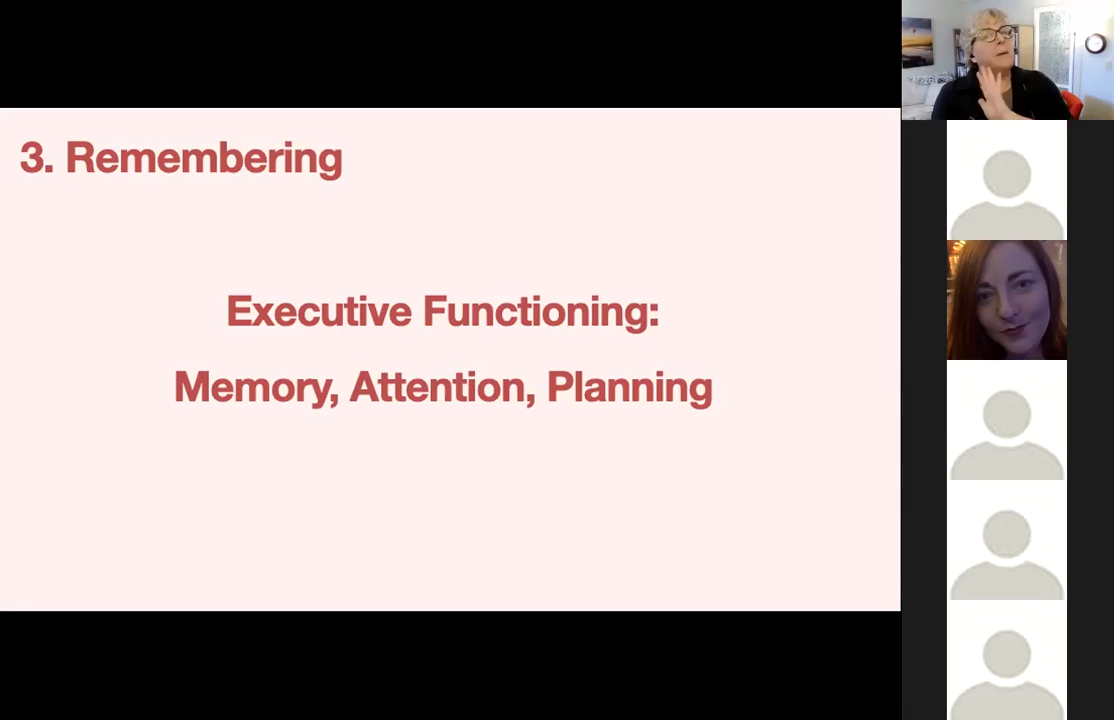 3. Remembering
Executive Functioning:
Memory, Attention, Planning